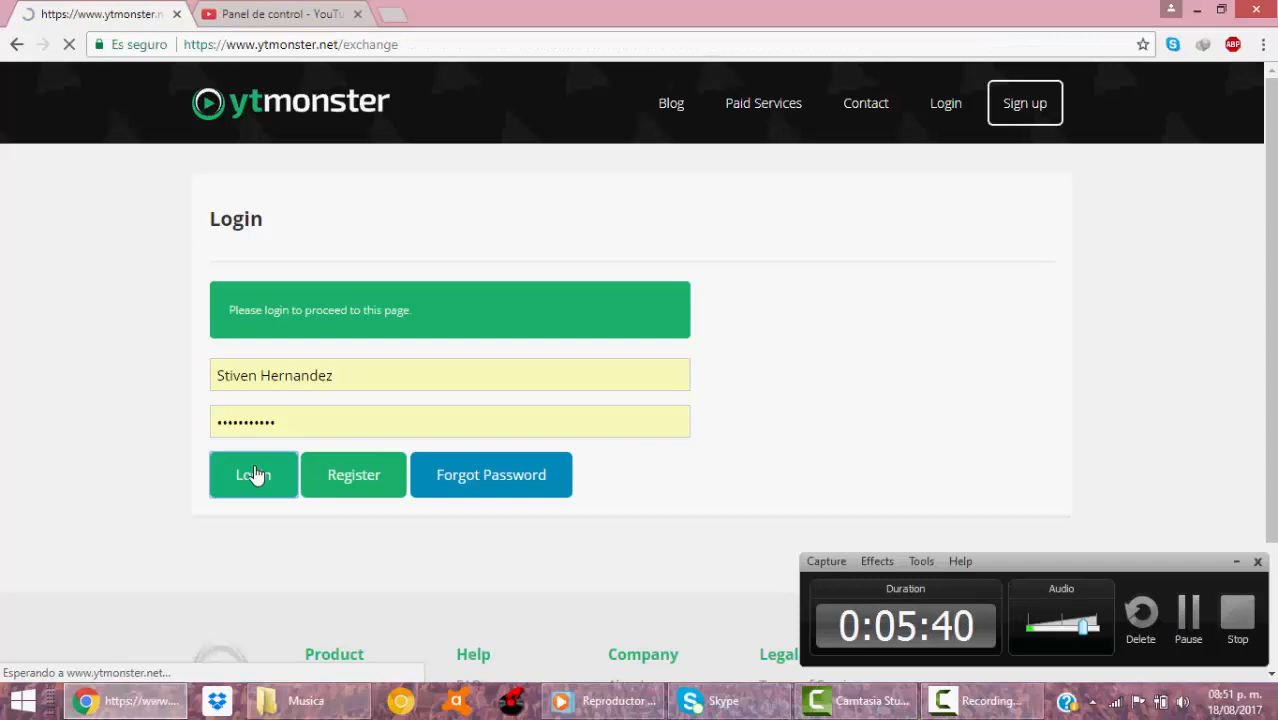 https://www.ytmonster.n
Panel de control - YouTu
Es seguro
https://www.ytmonster.net/exchange
ABP
ytmonster
Blog
Paid Services
Contact
Login
Sign up
Login
Please login to proceed to this page.
Stiven Hernandez
•••••••••••
Login
Register
Forgot Password
Capture
Effects
Tools
Help
Duration
Audio
0:05:40
Delete
Pause
Stop
Product
Help
Company
Legal
Esperando a www.ytmonster.net...
https://www....
Musica
Reproductor ...
Skype
Camtasia Stu...
Recording...
08:51 p. m.
18/08/2017